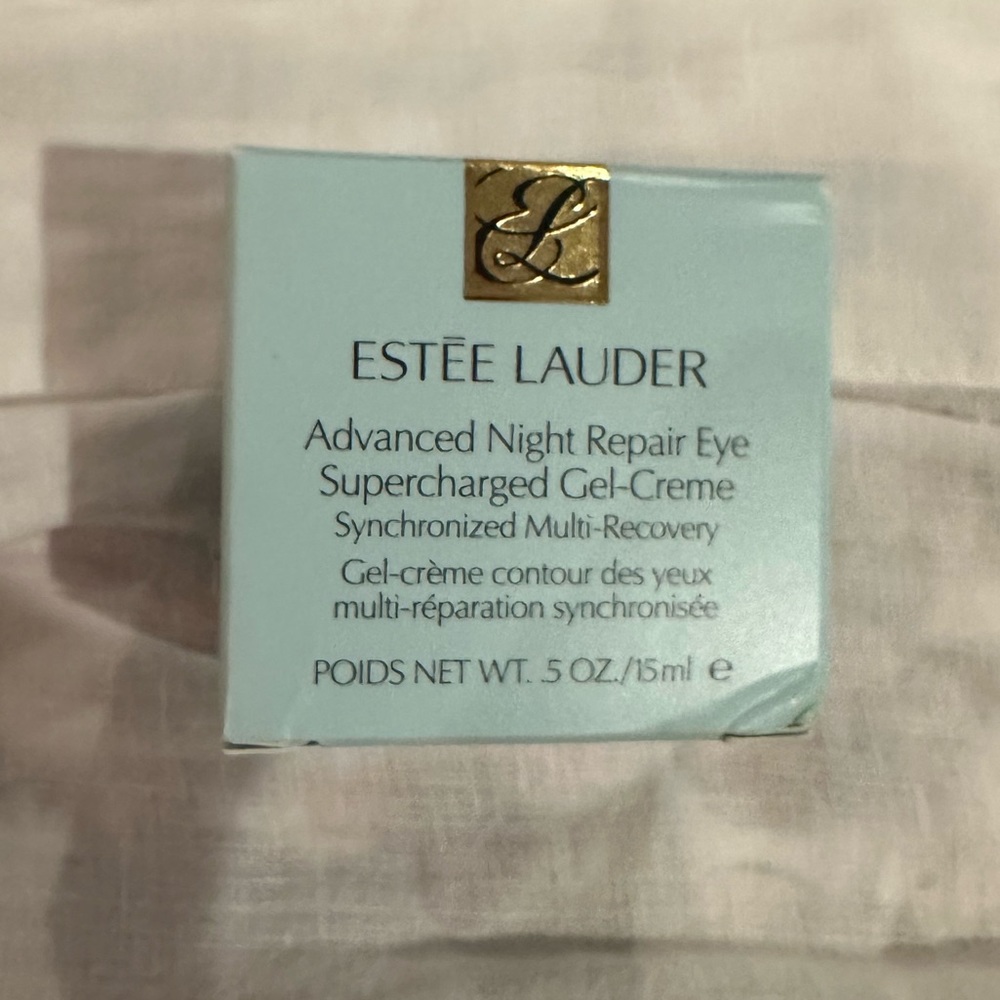 EL
ESTĒE LAUDER
Advanced Night Repair Eye
Supercharged Gel-Creme
Synchronized Multi-Recovery
Gel-crème contour des yeux
multi-réparation synchronisée
POIDS NET WT. .5 OZ./15ml ℮